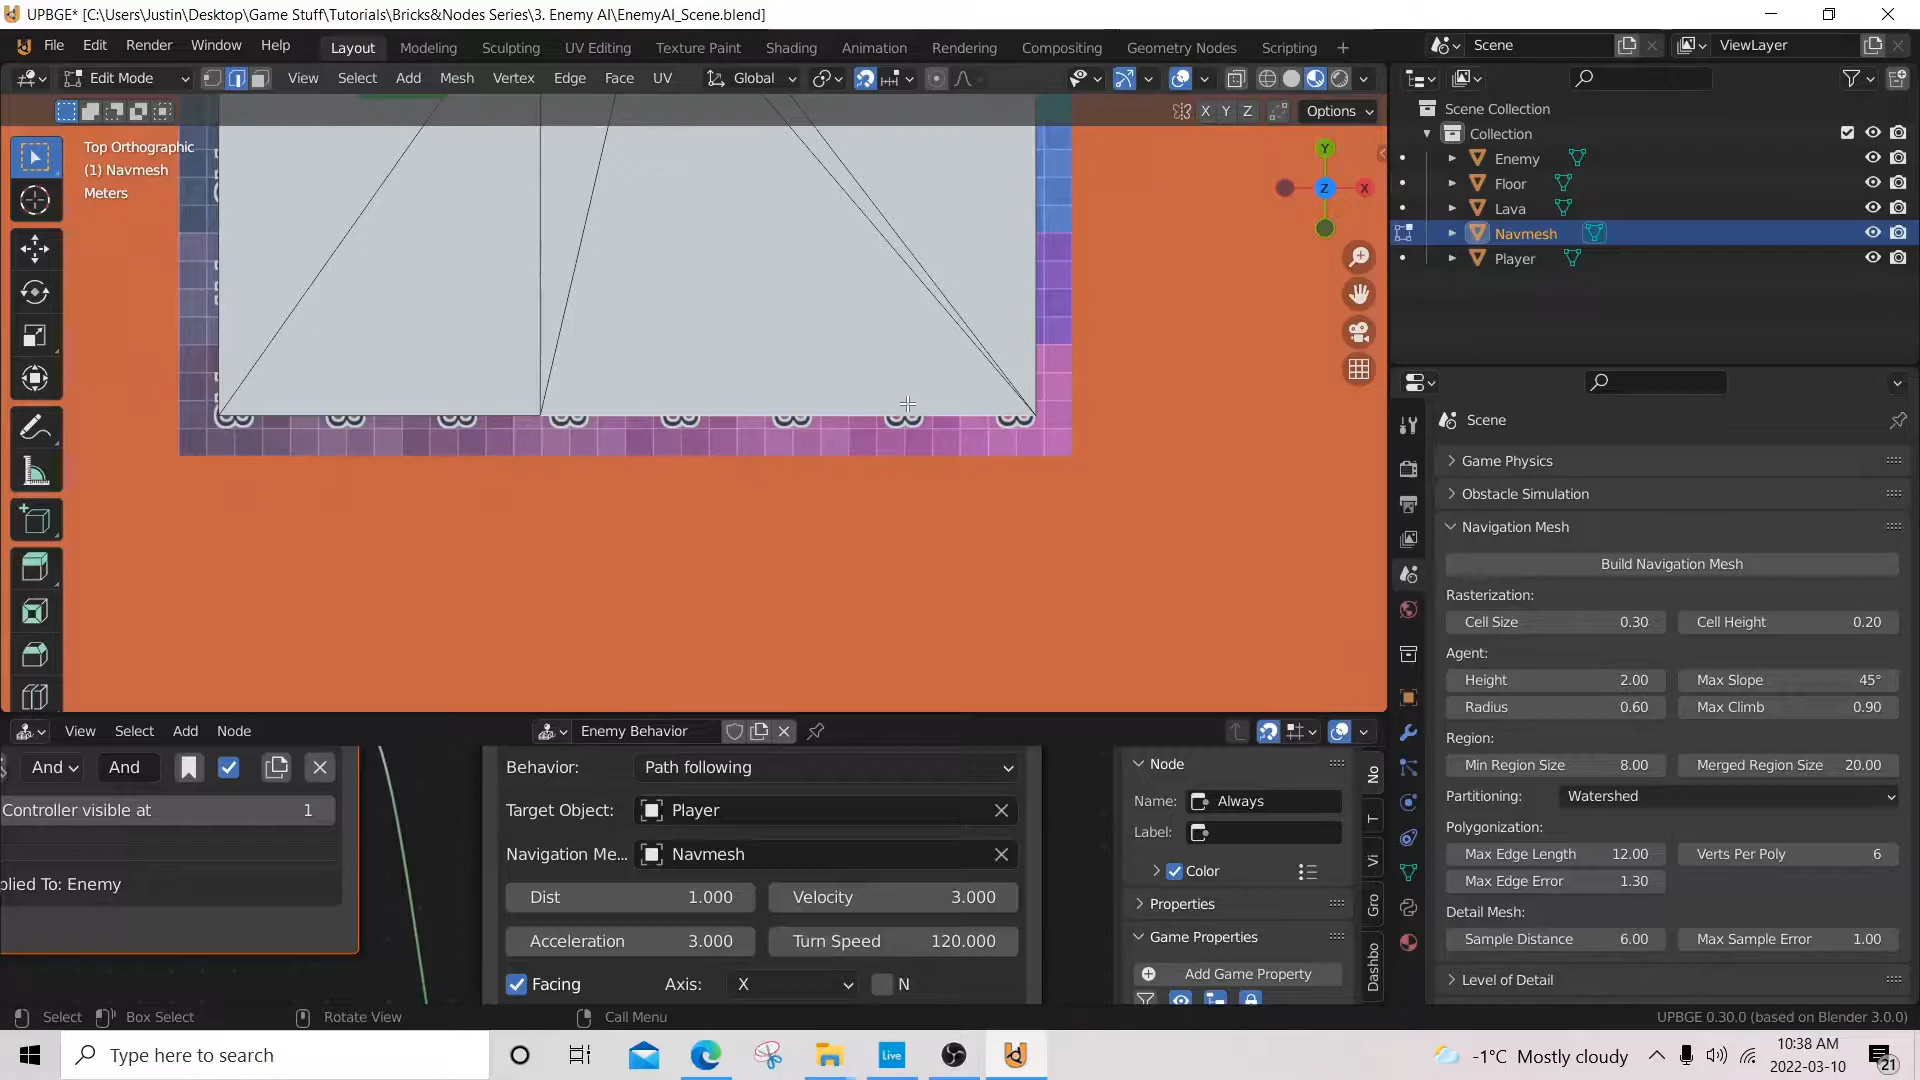 UPBGE* [C:\Users\Justin\Desktop\Game Stuff\Tutorials\Bricks&Nodes Series\3. Enemy AI\EnemyAI_Scene.blend]
File Edit Render Window Help Layout Modeling Sculpting UV Editing Texture Paint Shading Animation Rendering Compositing Geometry Nodes Scripting Scene ViewLayer
Edit Mode View Select Add Mesh Vertex Edge Face UV Global
X Y Z Options
Top Orthographic
(1) Navmesh
Meters
Y
Z X
Scene Collection
Collection
Enemy
Floor
Lava
Navmesh
Player
Scene
Game Physics
Obstacle Simulation
Navigation Mesh
Build Navigation Mesh
Rasterization:
Cell Size 0.30 Cell Height 0.20
Agent:
Height 2.00 Max Slope 45°
Radius 0.60 Max Climb 0.90
Region:
Min Region Size 8.00 Merged Region Size 20.00
Partitioning: Watershed
Polygonization:
Max Edge Length 12.00 Verts Per Poly 6
Max Edge Error 1.30
Detail Mesh:
Sample Distance 6.00 Max Sample Error 1.00
Level of Detail
View Select Add Node Enemy Behavior
And And
Controller visible at 1
plied To: Enemy
Behavior: Path following
Target Object: Player
Navigation Me... Navmesh
Dist 1.000 Velocity 3.000
Acceleration 3.000 Turn Speed 120.000
Facing Axis: X N
Node
Name: Always
Label:
Color
Properties
Game Properties
Add Game Property
No
T
Vi
Gro
Dashbo
Select Box Select Rotate View Call Menu UPBGE 0.30.0 (based on Blender 3.0.0)
Type here to search Live -1°C Mostly cloudy 10:38 AM
2022-03-10 21